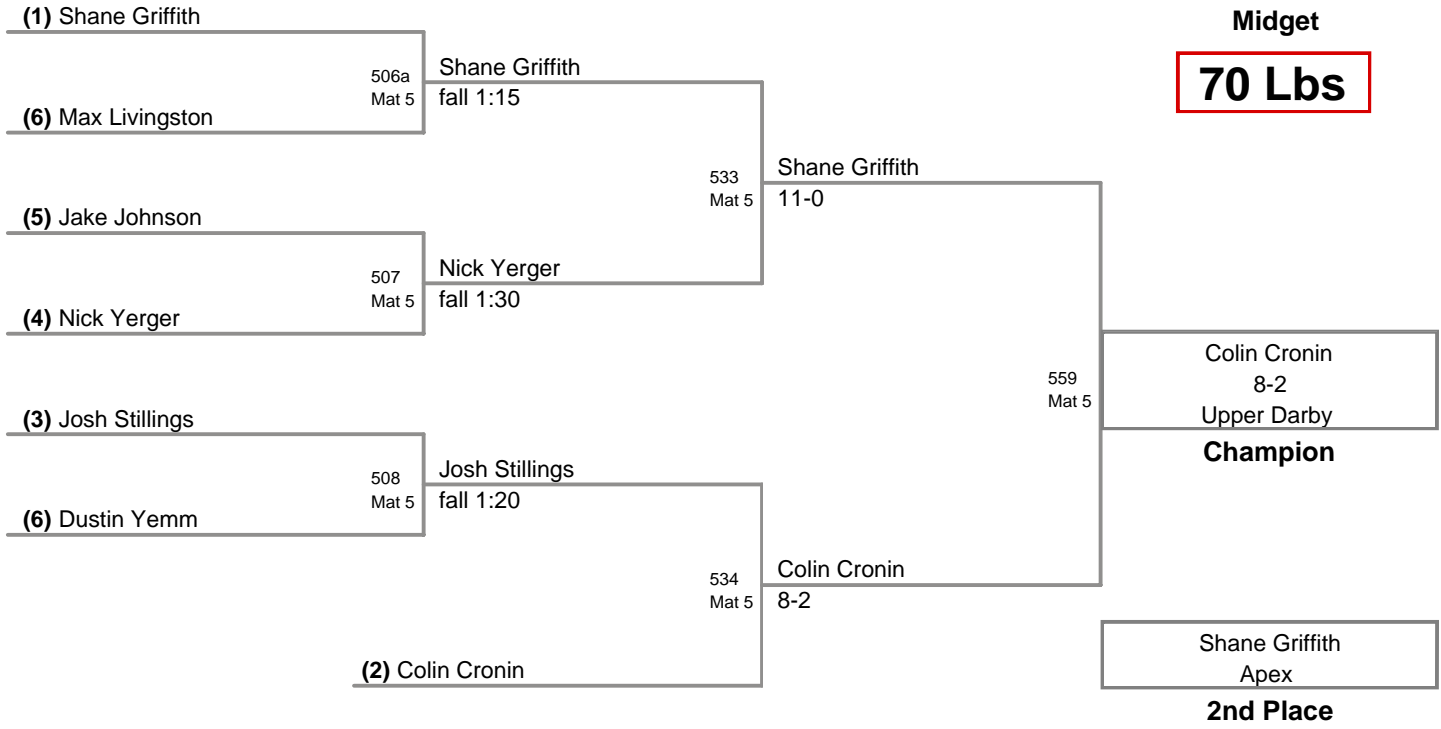 Midget
70 Lbs
(1) Shane Griffith
506a
Mat 5
Shane Griffith
fall 1:15
(6) Max Livingston
533
Mat 5
Shane Griffith
11-0
(5) Jake Johnson
507
Mat 5
Nick Yerger
fall 1:30
(4) Nick Yerger
559
Mat 5
Colin Cronin
8-2
Upper Darby
Champion
(3) Josh Stillings
508
Mat 5
Josh Stillings
fall 1:20
(6) Dustin Yemm
534
Mat 5
Colin Cronin
8-2
(2) Colin Cronin
Shane Griffith
Apex
2nd Place